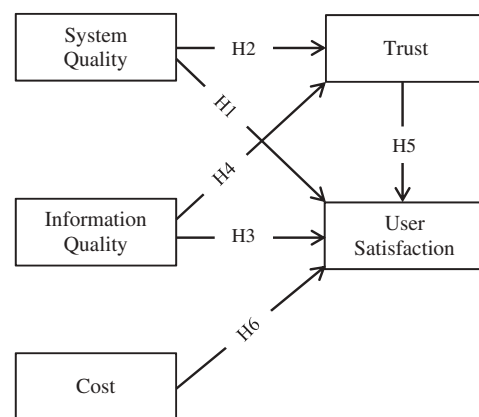 System
Quality
H2
Trust
H1
H5
H4
Information
Quality
H3
User
Satisfaction
H6
Cost